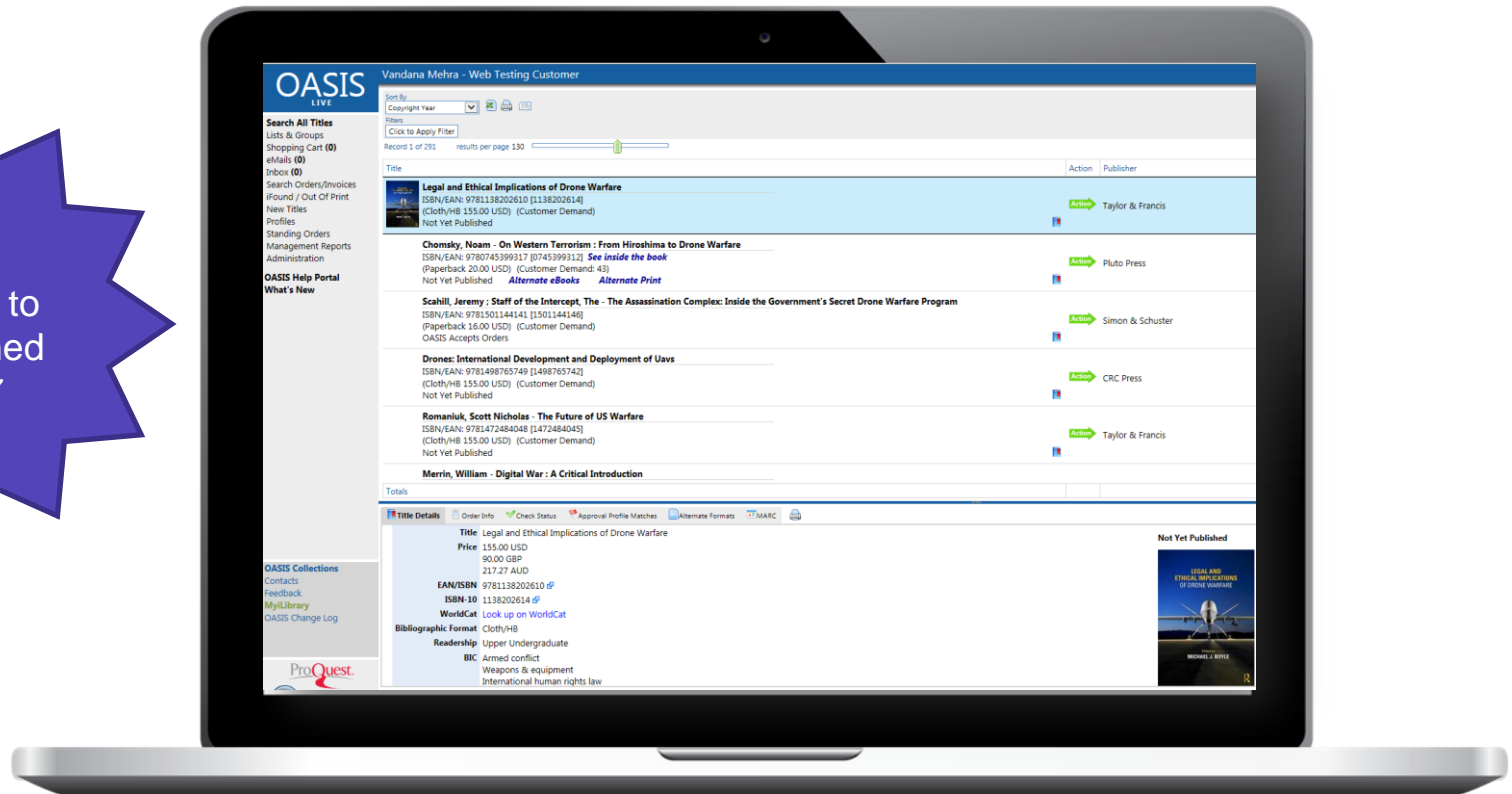 to
OASIS
LIVE
Search All Titles
Lists & Groups
Shopping Cart (0)
eMails (0)
Inbox (0)
Search Orders/Invoices
iFound / Out Of Print
New Titles
Profiles
Standing Orders
Management Reports
Administration
OASIS Help Portal
What's New
OASIS Collections
Contacts
Feedback
MyiLibrary
OASIS Change Log
ProQuest.
Vandana Mehra - Web Testing Customer
Sort By
Copyright Year
Filters
Click to Apply Filter
Record 1 of 291 results per page 130
Title Action Publisher
Legal and Ethical Implications of Drone Warfare
ISBN/EAN: 9781138202610 [1138202614]
(Cloth/HB 155.00 USD) (Customer Demand)
Not Yet Published
Action Taylor & Francis
Chomsky, Noam - On Western Terrorism : From Hiroshima to Drone Warfare
ISBN/EAN: 9780745399317 [0745399312] See inside the book
(Paperback 20.00 USD) (Customer Demand: 43)
Not Yet Published Alternate eBooks Alternate Print
Action Pluto Press
Scahill, Jeremy ; Staff of the Intercept, The - The Assassination Complex: Inside the Government's Secret Drone Warfare Program
ISBN/EAN: 9781501144141 [1501144146]
(Paperback 16.00 USD) (Customer Demand)
OASIS Accepts Orders
Action Simon & Schuster
Drones: International Development and Deployment of Uavs
ISBN/EAN: 9781498765749 [1498765742]
(Cloth/HB 155.00 USD) (Customer Demand)
Not Yet Published
Action CRC Press
Romaniuk, Scott Nicholas - The Future of US Warfare
ISBN/EAN: 9781472484048 [1472484045]
(Cloth/HB 155.00 USD) (Customer Demand)
Not Yet Published
Action Taylor & Francis
Merrin, William - Digital War : A Critical Introduction
Totals
Title Details Order Info Check Status Approval Profile Matches Alternate Formats MARC
Title Legal and Ethical Implications of Drone Warfare
Price 155.00 USD
90.00 GBP
217.27 AUD
EAN/ISBN 9781138202610
ISBN-10 1138202614
WorldCat Look up on WorldCat
Bibliographic Format Cloth/HB
Readership Upper Undergraduate
BIC Armed conflict
Weapons & equipment
International human rights law
Not Yet Published
LEGAL AND
ETHICAL IMPLICATIONS
OF DRONE WARFARE
MICHAEL J. BOYLE
R